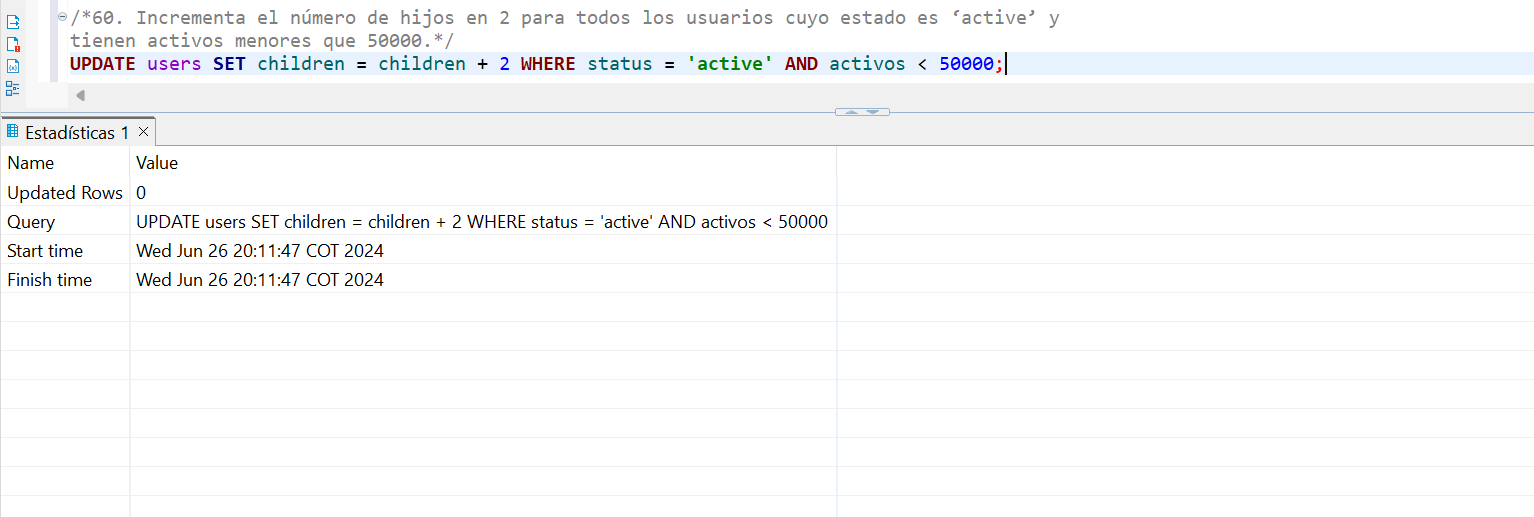 /*60. Incrementa el número de hijos en 2 para todos los usuarios cuyo estado es ‘active’ y
tienen activos menores que 50000.*/
UPDATE users SET children = children + 2 WHERE status = 'active' AND activos < 50000;
Estadísticas 1
Name Value
Updated Rows 0
Query UPDATE users SET children = children + 2 WHERE status = 'active' AND activos < 50000
Start time Wed Jun 26 20:11:47 COT 2024
Finish time Wed Jun 26 20:11:47 COT 2024